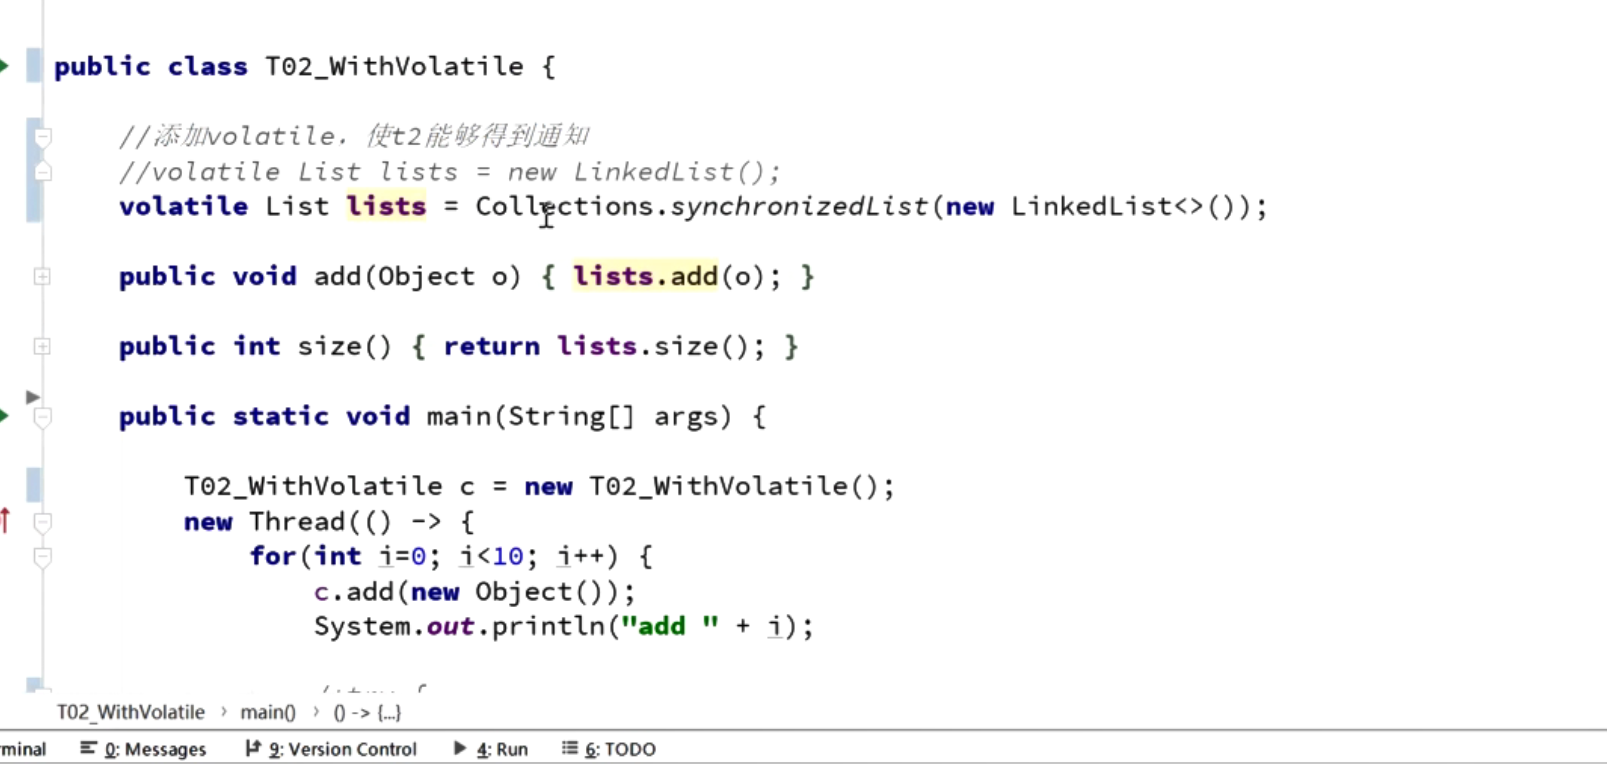 public class T02_WithVolatile {
//添加volatile，使t2能够得到通知
//volatile List lists = new LinkedList();
volatile List lists = Collections.synchronizedList(new LinkedList<>());
public void add(Object o) { lists.add(o); }
public int size() { return lists.size(); }
public static void main(String[] args) {
T02_WithVolatile c = new T02_WithVolatile();
new Thread(() -> {
for(int i=0; i<10; i++) {
c.add(new Object());
System.out.println("add " + i);
T02_WithVolatile › main() › () -> {...}
rminal 0: Messages 9: Version Control 4: Run 6: TODO